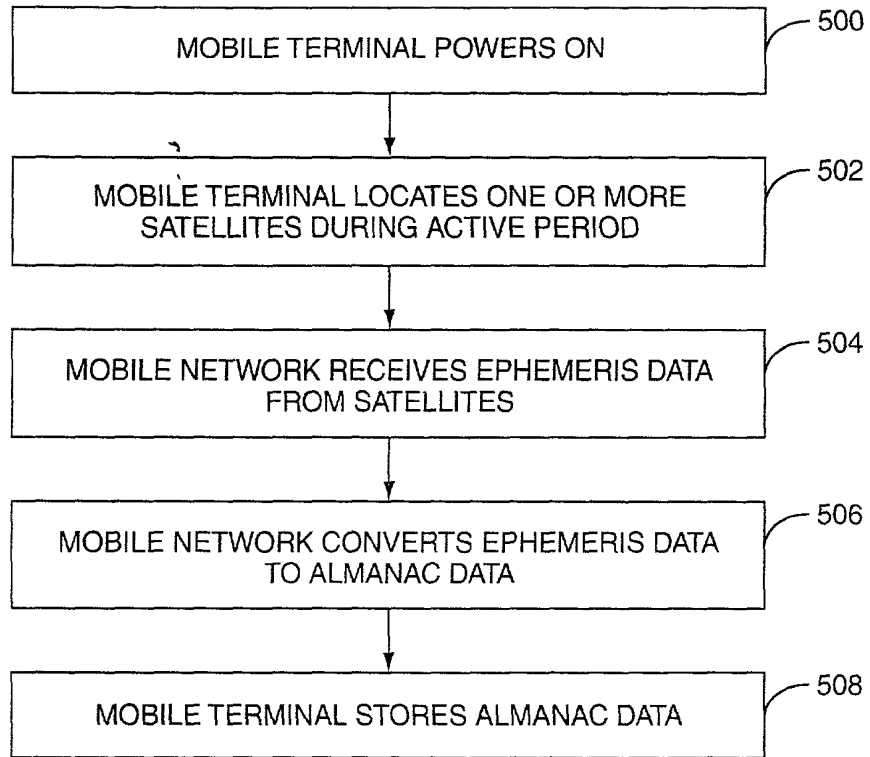 MOBILE TERMINAL POWERS ON
500
MOBILE TERMINAL LOCATES ONE OR MORE
SATELLITES DURING ACTIVE PERIOD
502
MOBILE NETWORK RECEIVES EPHEMERIS DATA
FROM SATELLITES
504
MOBILE NETWORK CONVERTS EPHEMERIS DATA
TO ALMANAC DATA
506
MOBILE TERMINAL STORES ALMANAC DATA
508